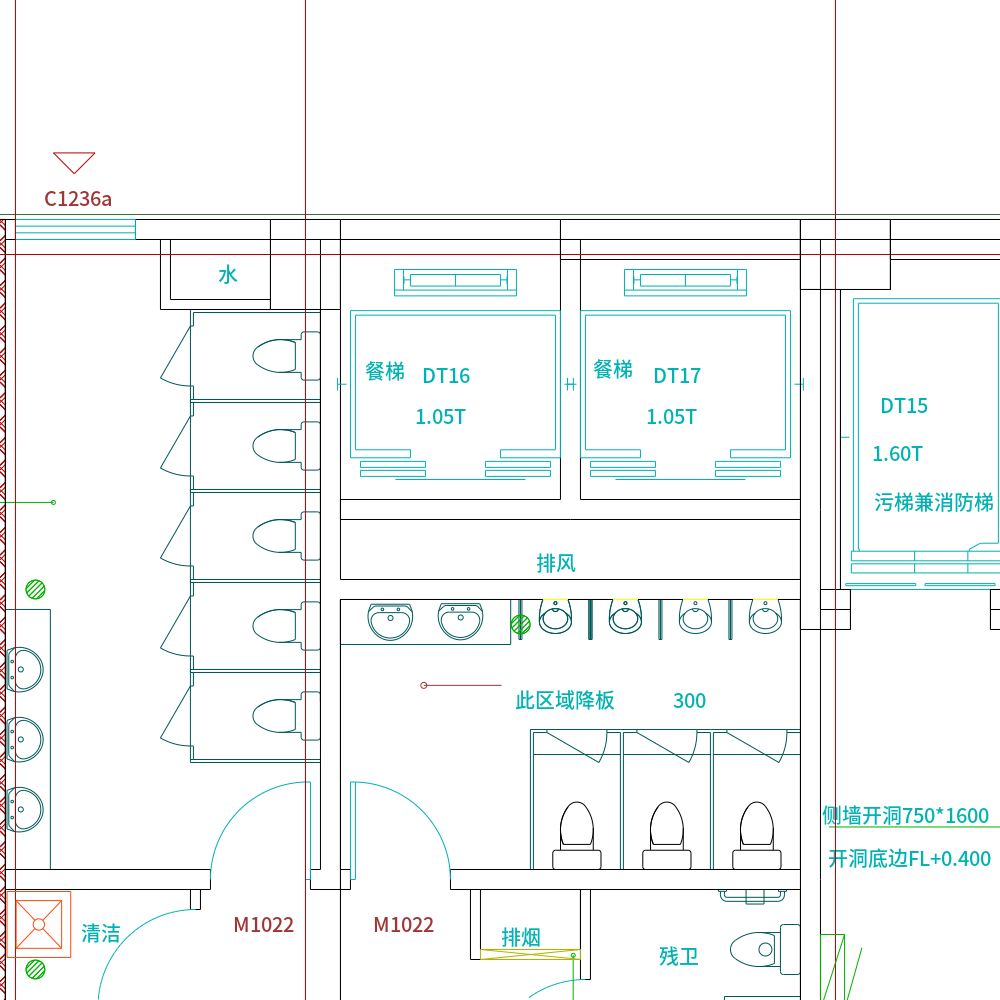 C1236a
水
餐梯 DT16
1.05T
餐梯 DT17
1.05T
DT15
1.60T
污梯兼消防梯
排风
此区域降板 300
侧墙开洞750*1600
开洞底边FL+0.400
清洁
M1022
M1022
排烟
残卫